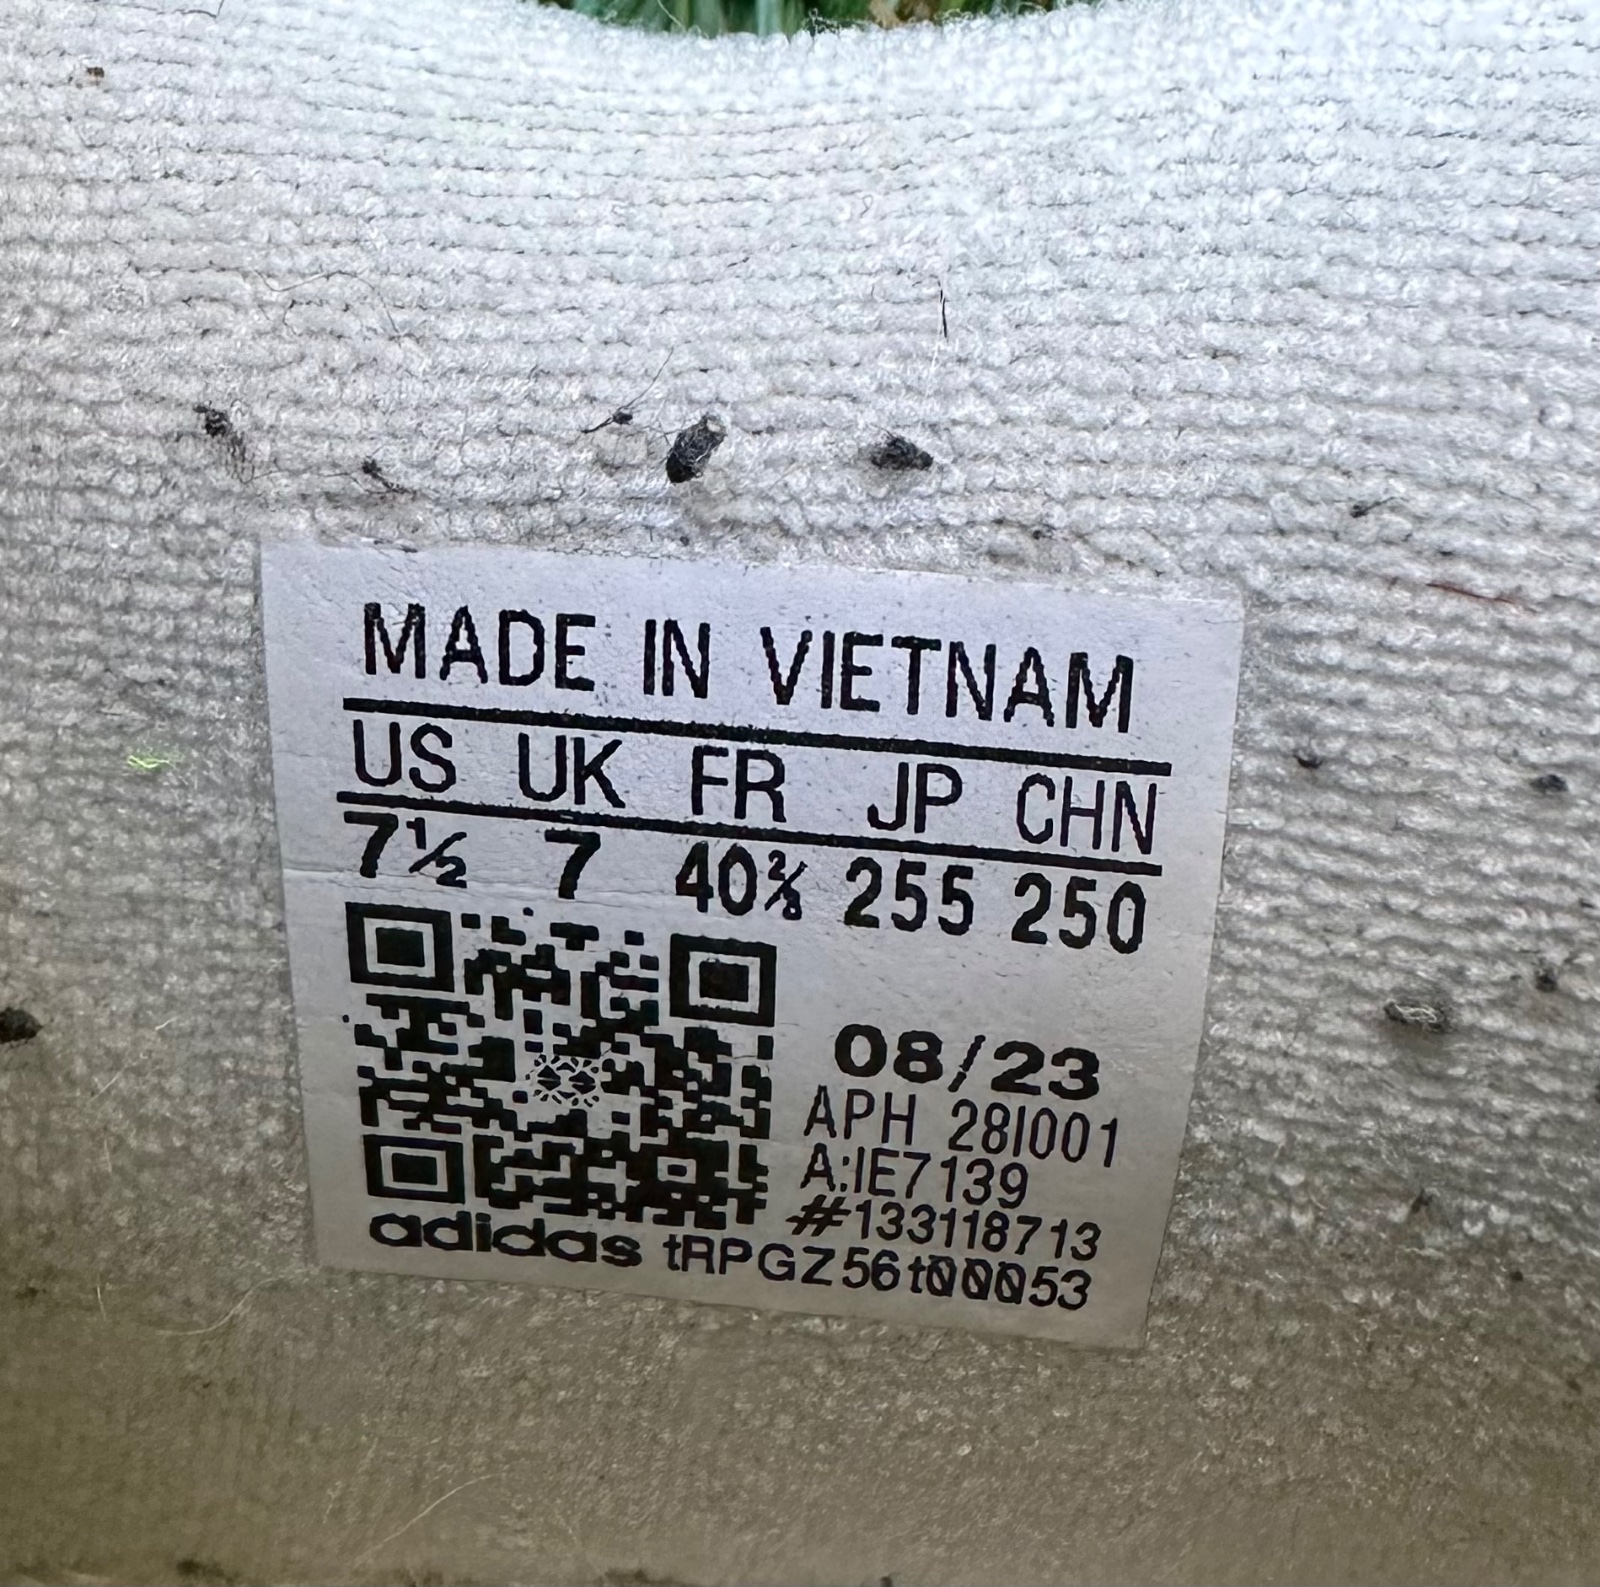 MADE IN VIETNAM
US UK FR JP CHN
7½ 7 40⅔ 255 250
08/23
APH 28I001
A:IE7139
#133118713
adidas tRPGZ56t00053